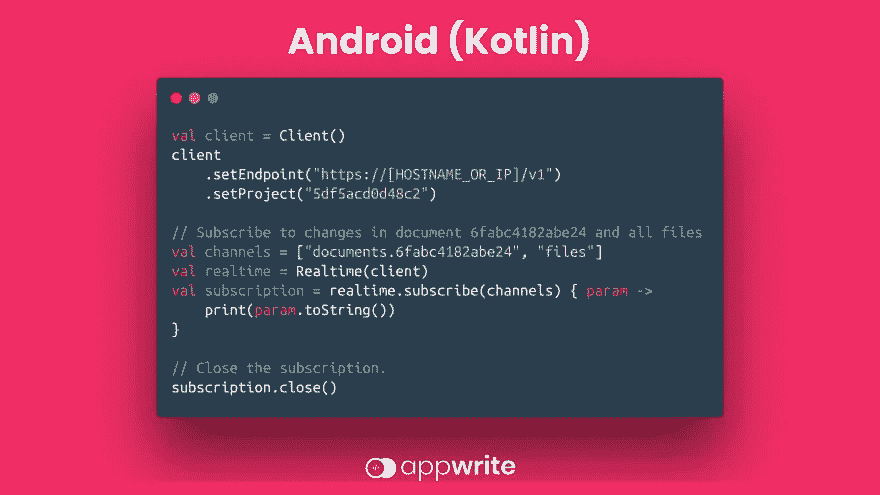 Android (Kotlin)
val client = Client()
client
    .setEndpoint("https://[HOSTNAME_OR_IP]/v1")
    .setProject("5df5acd0d48c2")
// Subscribe to changes in document 6fabc4182abe24 and all files
val channels = ["documents.6fabc4182abe24", "files"]
val realtime = Realtime(client)
val subscription = realtime.subscribe(channels) { param ->
    print(param.toString())
}
// Close the subscription.
subscription.close()
appwrite